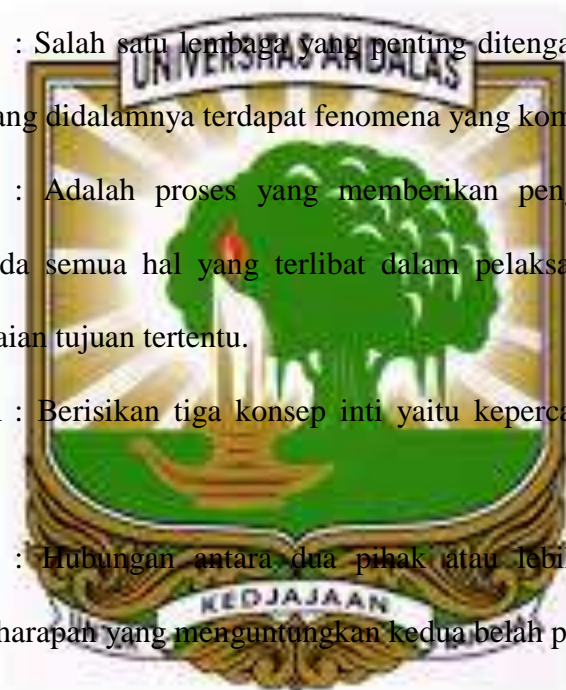 : Salah satu lembaga yang penting ditenga
UNIVERSITAS ANDALAS
ang didalamnya terdapat fenomena yang kom
: Adalah proses yang memberikan peng
da semua hal yang terlibat dalam pelaksa
aian tujuan tertentu.
: Berisikan tiga konsep inti yaitu keperca
: Hubungan antara dua pihak atau lebi
KEDJAJAAN
harapan yang menguntungkan kedua belah p